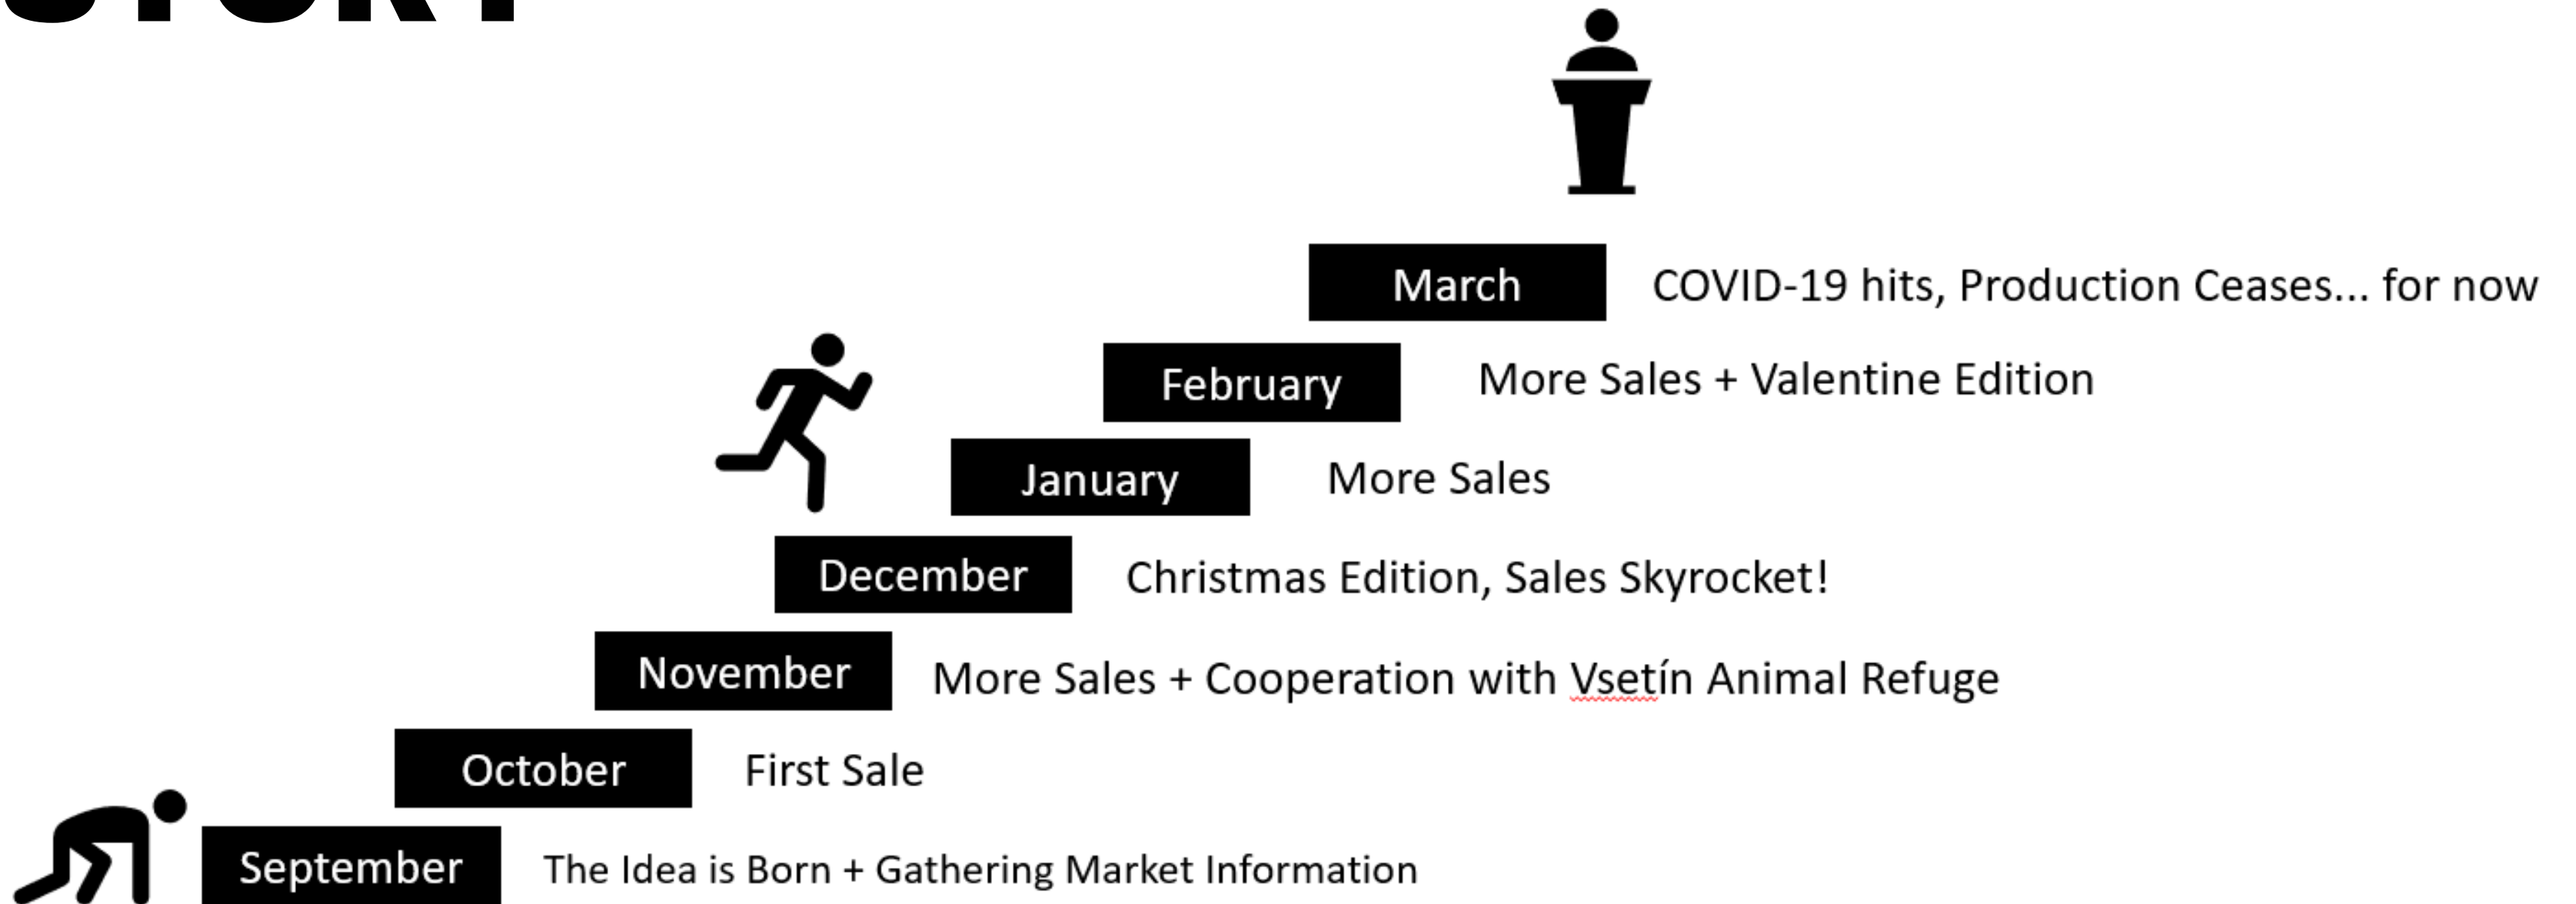 STORY
March COVID-19 hits, Production Ceases... for now
February More Sales + Valentine Edition
January More Sales
December Christmas Edition, Sales Skyrocket!
November More Sales + Cooperation with Vsetín Animal Refuge
October First Sale
September The Idea is Born + Gathering Market Information